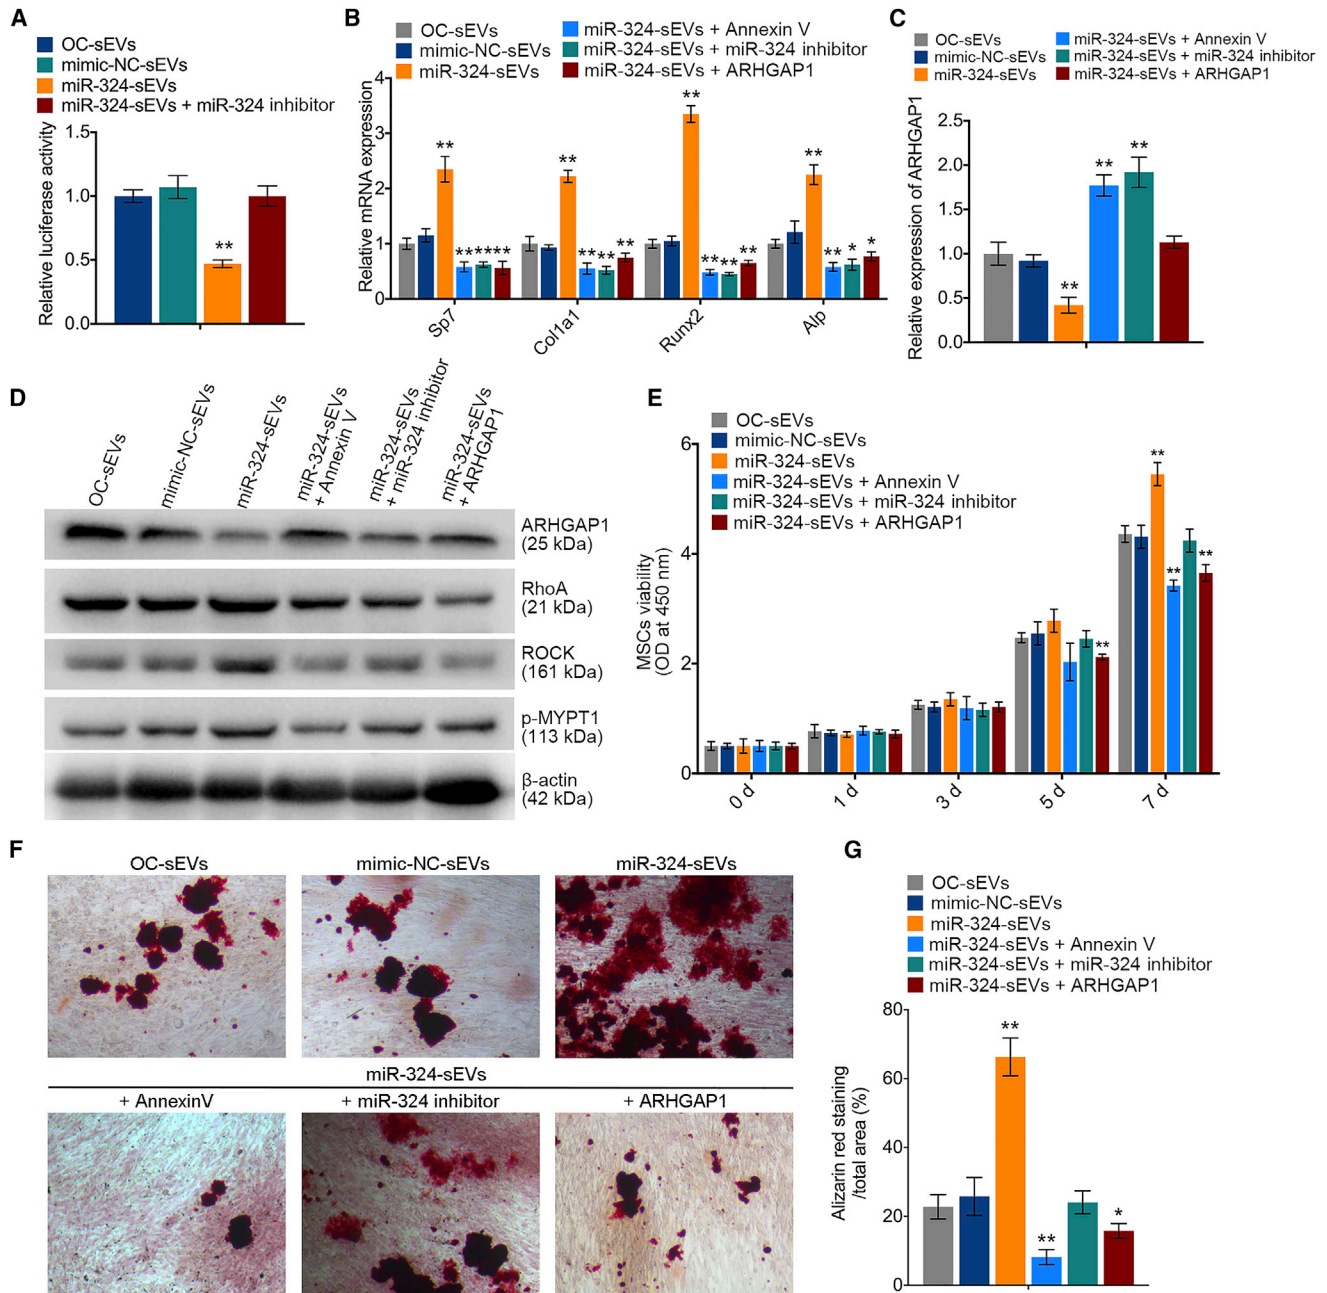 A
OC-sEVs
mimic-NC-sEVs
miR-324-sEVs
miR-324-sEVs + miR-324 inhibitor
Relative luciferase activity
1.5
1.0
0.5
0.0
**
B
OC-sEVs
mimic-NC-sEVs
miR-324-sEVs
miR-324-sEVs + Annexin V
miR-324-sEVs + miR-324 inhibitor
miR-324-sEVs + ARHGAP1
Relative mRNA expression
4
3
2
1
0
** ** ** **
** ** ** ** ** ** ** ** ** ** * *
Sp7
Col1a1
Runx2
Alp
C
OC-sEVs
mimic-NC-sEVs
miR-324-sEVs
miR-324-sEVs + Annexin V
miR-324-sEVs + miR-324 inhibitor
miR-324-sEVs + ARHGAP1
Relative expression of ARHGAP1
2.5
2.0
1.5
1.0
0.5
0.0
** ** **
D
OC-sEVs
mimic-NC-sEVs
miR-324-sEVs
miR-324-sEVs
+ Annexin V
miR-324-sEVs
+ miR-324 inhibitor
miR-324-sEVs
+ ARHGAP1
ARHGAP1
(25 kDa)
RhoA
(21 kDa)
ROCK
(161 kDa)
p-MYPT1
(113 kDa)
β-actin
(42 kDa)
E
OC-sEVs
mimic-NC-sEVs
miR-324-sEVs
miR-324-sEVs + Annexin V
miR-324-sEVs + miR-324 inhibitor
miR-324-sEVs + ARHGAP1
MSCs viability
(OD at 450 nm)
6
4
2
0
** ** ** **
0 d
1 d
3 d
5 d
7 d
F
OC-sEVs
mimic-NC-sEVs
miR-324-sEVs
miR-324-sEVs
+ AnnexinV
+ miR-324 inhibitor
+ ARHGAP1
G
OC-sEVs
mimic-NC-sEVs
miR-324-sEVs
miR-324-sEVs + Annexin V
miR-324-sEVs + miR-324 inhibitor
miR-324-sEVs + ARHGAP1
Alizarin red staining
/total area (%)
80
60
40
20
0
** ** *